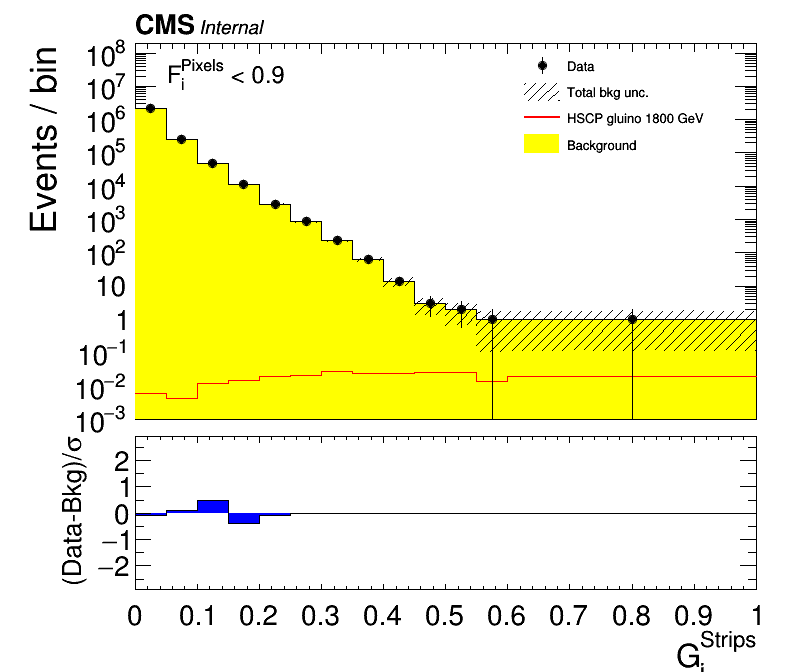 CMS Internal
F_i^Pixels < 0.9
Data
Total bkg unc.
HSCP gluino 1800 GeV
Background
Events / bin
10^8
10^7
10^6
10^5
10^4
10^3
10^2
10
1
10^−1
10^−2
10^−3
(Data-Bkg)/σ
2
1
0
−1
−2
0 0.1 0.2 0.3 0.4 0.5 0.6 0.7 0.8 0.9 1
G_i^Strips